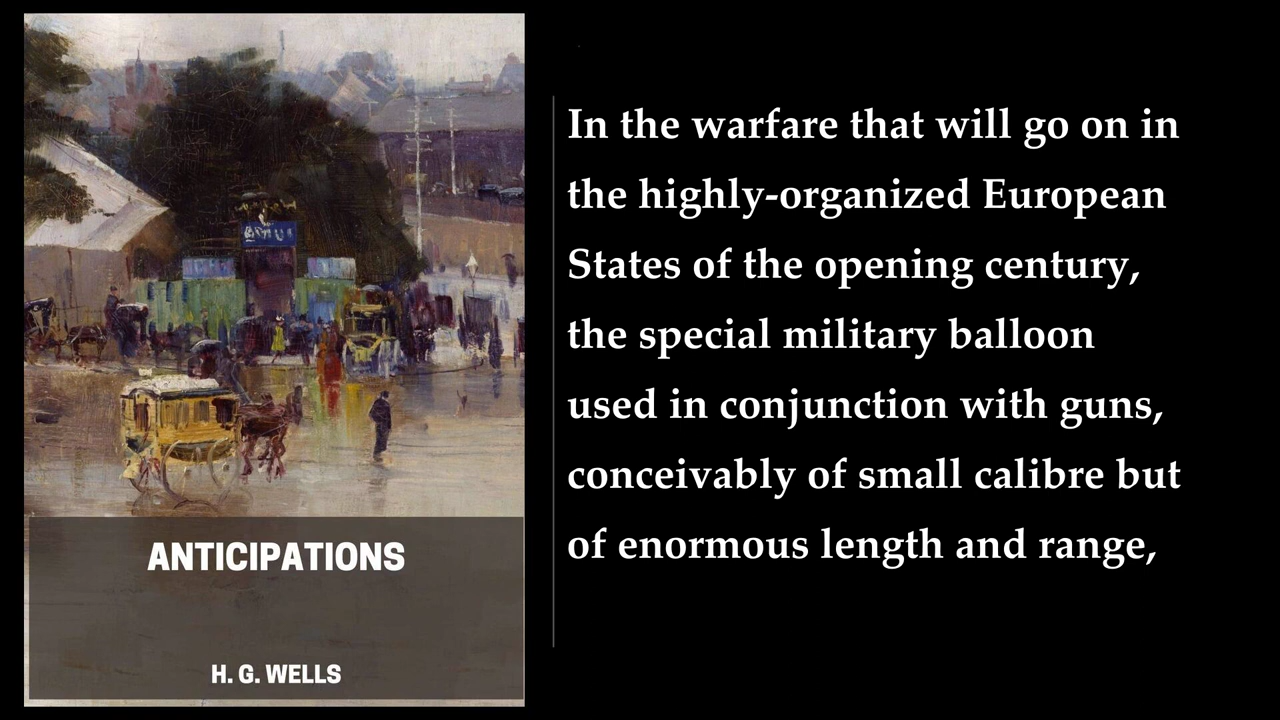 ANTICIPATIONS
H. G. WELLS
In the warfare that will go on in
the highly-organized European
States of the opening century,
the special military balloon
used in conjunction with guns,
conceivably of small calibre but
of enormous length and range,